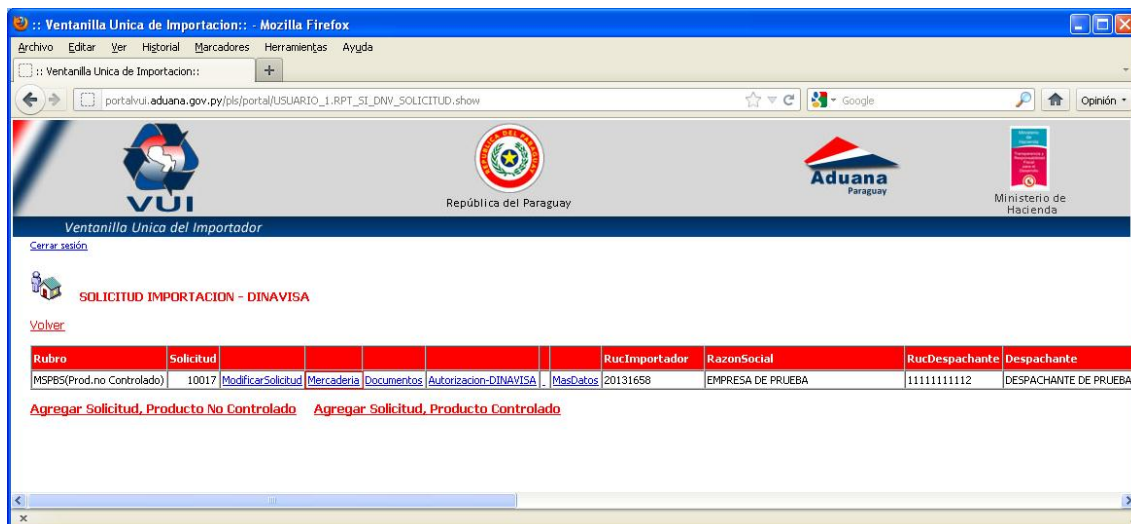 :: Ventanilla Unica de Importacion:: - Mozilla Firefox
Archivo Editar Ver Historial Marcadores Herramientas Ayuda
:: Ventanilla Unica de Importacion:: +
portalvui.aduana.gov.py/pls/portal/USUARIO_1.RPT_SI_DNV_SOLICITUD.show Google Opinión
VUI
República del Paraguay
Aduana
Paraguay
Ministerio de
Hacienda
Ventanilla Unica del Importador
Cerrar sesión
SOLICITUD IMPORTACION - DINAVISA
Volver
Rubro Solicitud RucImportador RazonSocial RucDespachante Despachante
MSPBS(Prod.no Controlado) 10017 ModificarSolicitud Mercaderia Documentos Autorizacion-DINAVISA . MasDatos 20131658 EMPRESA DE PRUEBA 11111111112 DESPACHANTE DE PRUEBA
Agregar Solicitud, Producto No Controlado Agregar Solicitud, Producto Controlado